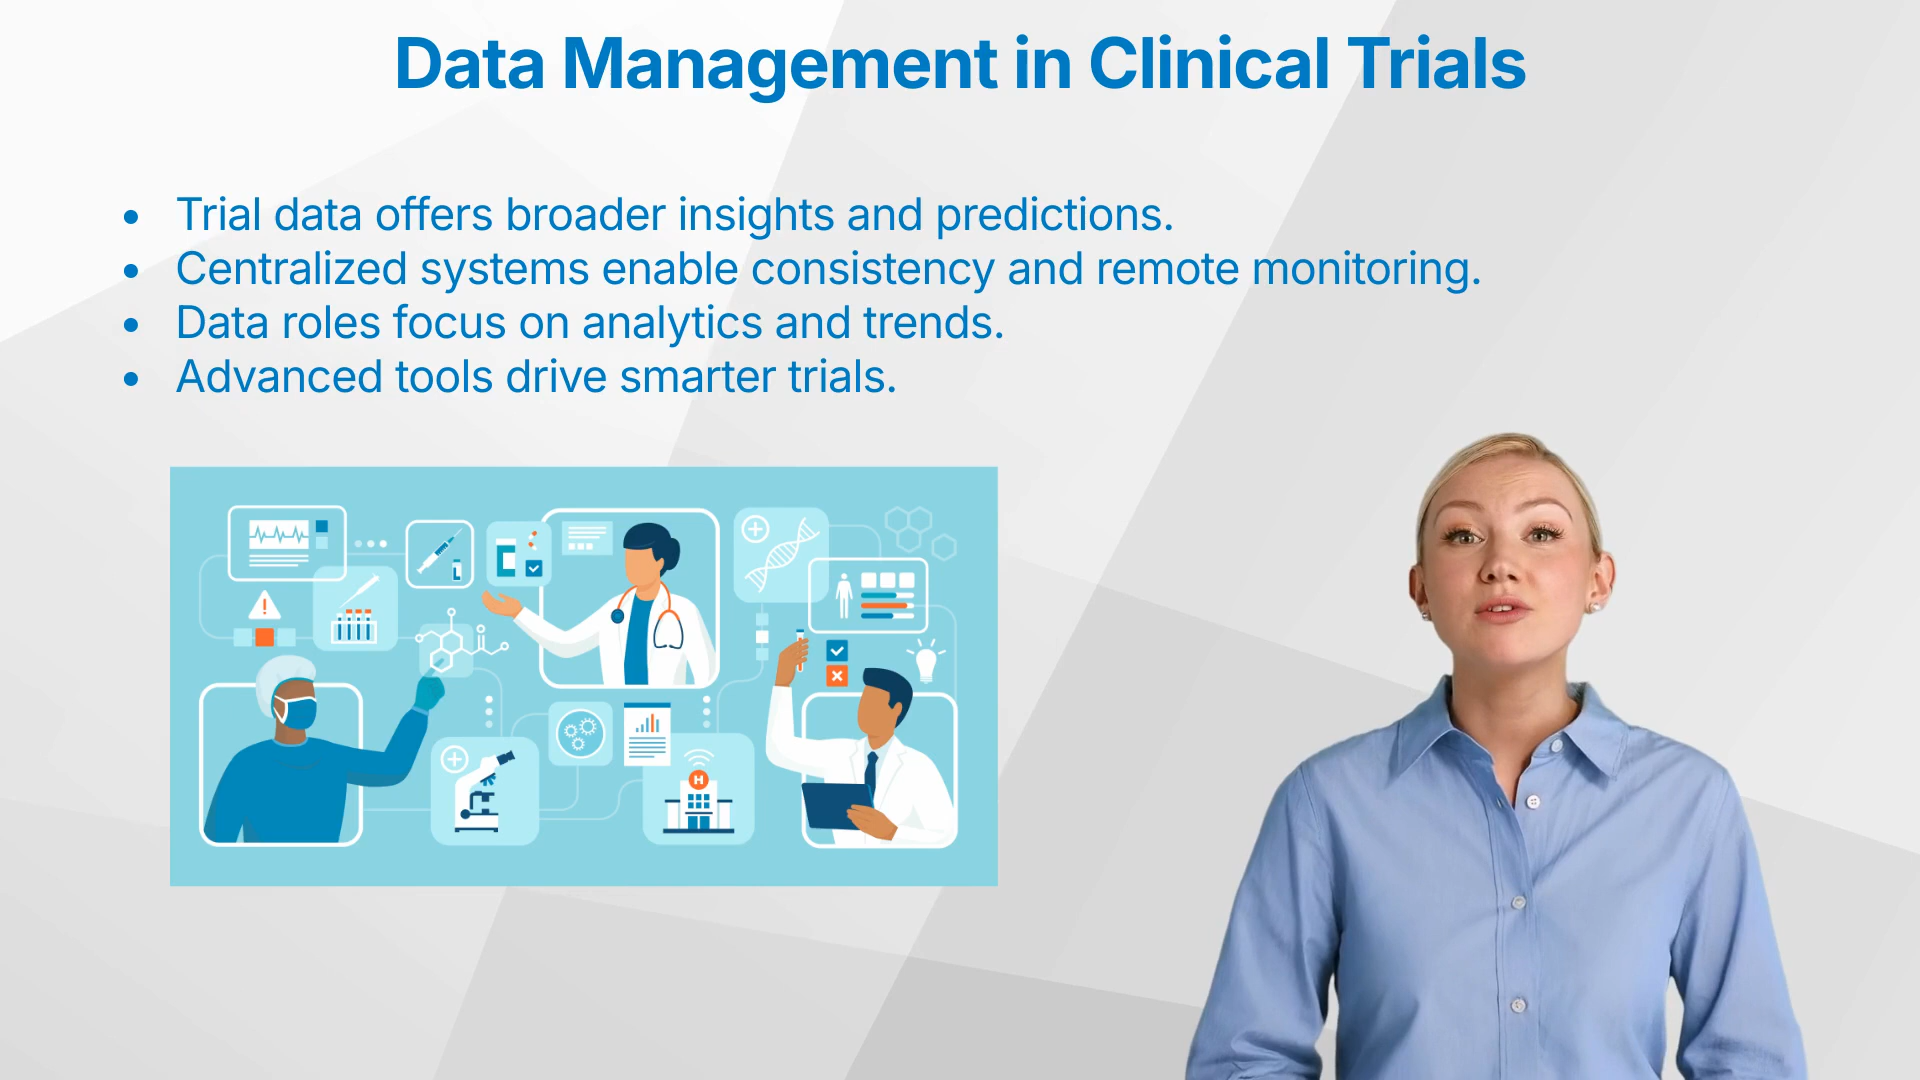 Data Management in Clinical Trials
• Trial data offers broader insights and predictions.
• Centralized systems enable consistency and remote monitoring.
• Data roles focus on analytics and trends.
• Advanced tools drive smarter trials.
H